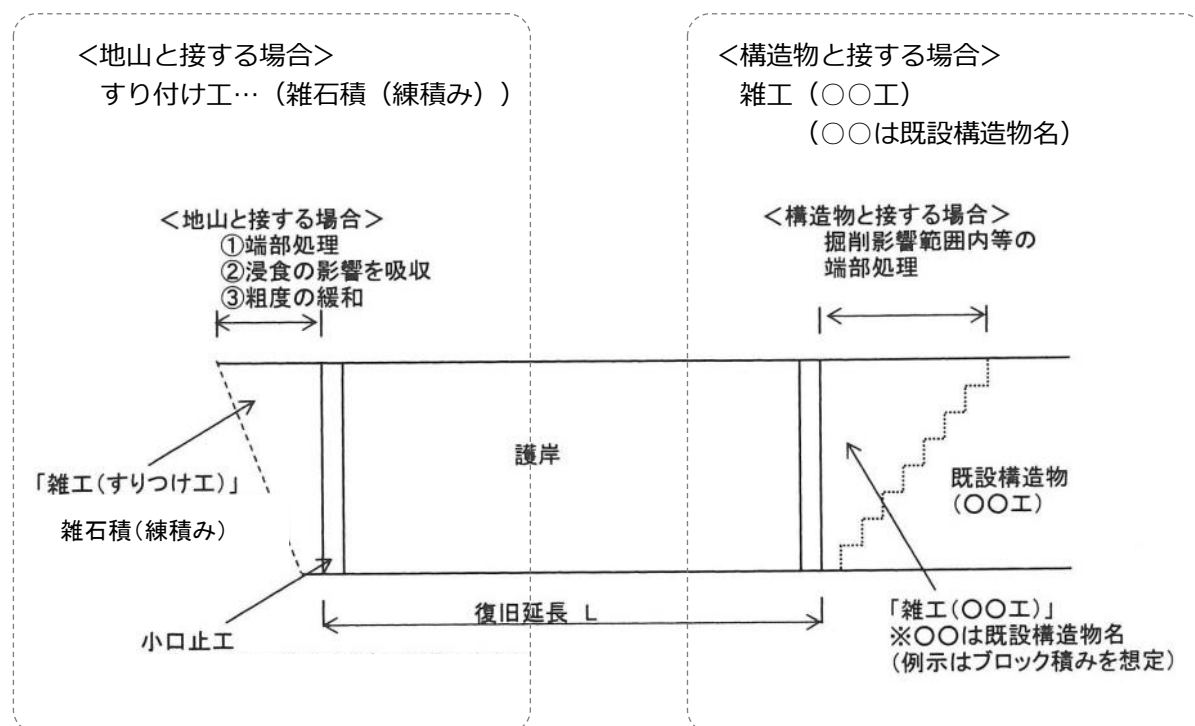 ＜地山と接する場合＞
すり付け工…（雑石積（練積み））
＜構造物と接する場合＞
雑工（○○工）
（○○は既設構造物名）
＜地山と接する場合＞
①端部処理
②浸食の影響を吸収
③粗度の緩和
＜構造物と接する場合＞
掘削影響範囲内等の
端部処理
護岸
「雑工(すりつけ工)」
雑石積(練積み)
既設構造物
(○○工)
小口止工
復旧延長 L
「雑工(○○工)」
※○○は既設構造物名
(例示はブロック積みを想定)